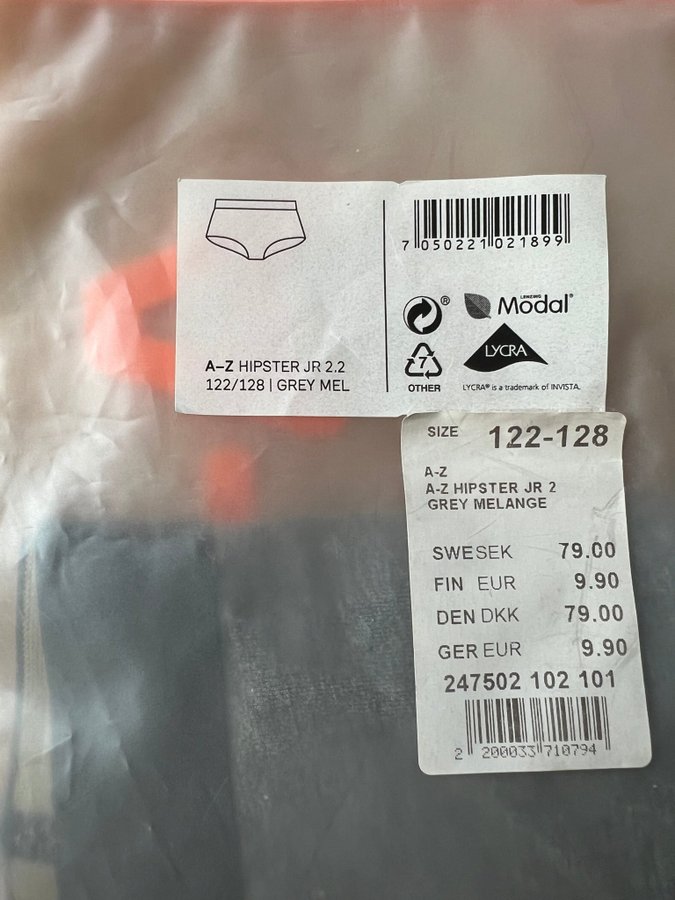 7 050221 021899
®
LENZING
Modal®
LYCRA
7
OTHER
LYCRA® is a trademark of INVISTA.
A–Z HIPSTER JR 2.2
122/128 | GREY MEL
SIZE 122-128
A-Z
A-Z HIPSTER JR 2
GREY MELANGE
SWESEK 79.00
FIN EUR 9.90
DEN DKK 79.00
GER EUR 9.90
247502 102 101
2 200033 710794